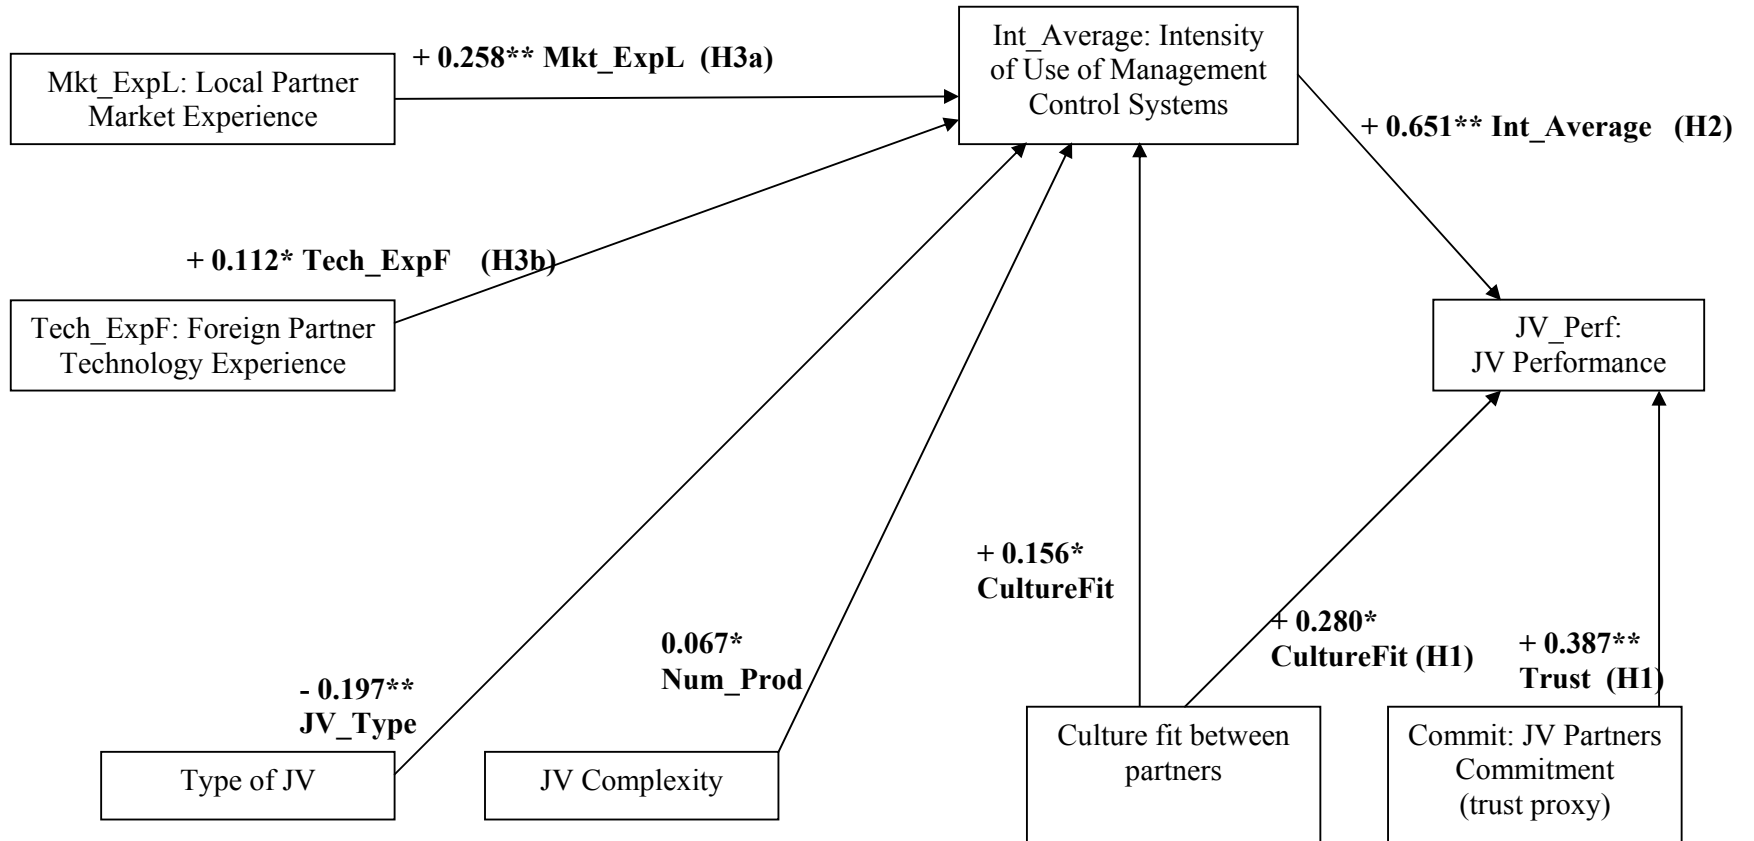 Int_Average: Intensity
of Use of Management
Control Systems
+ 0.258** Mkt_ExpL (H3a)
Mkt_ExpL: Local Partner
Market Experience
+ 0.651** Int_Average (H2)
+ 0.112* Tech_ExpF (H3b)
Tech_ExpF: Foreign Partner
Technology Experience
JV_Perf:
JV Performance
+ 0.156*
CultureFit
+ 0.280*
CultureFit (H1)
+ 0.387**
Trust (H1)
0.067*
Num_Prod
- 0.197**
JV_Type
Type of JV
JV Complexity
Culture fit between
partners
Commit: JV Partners
Commitment
(trust proxy)